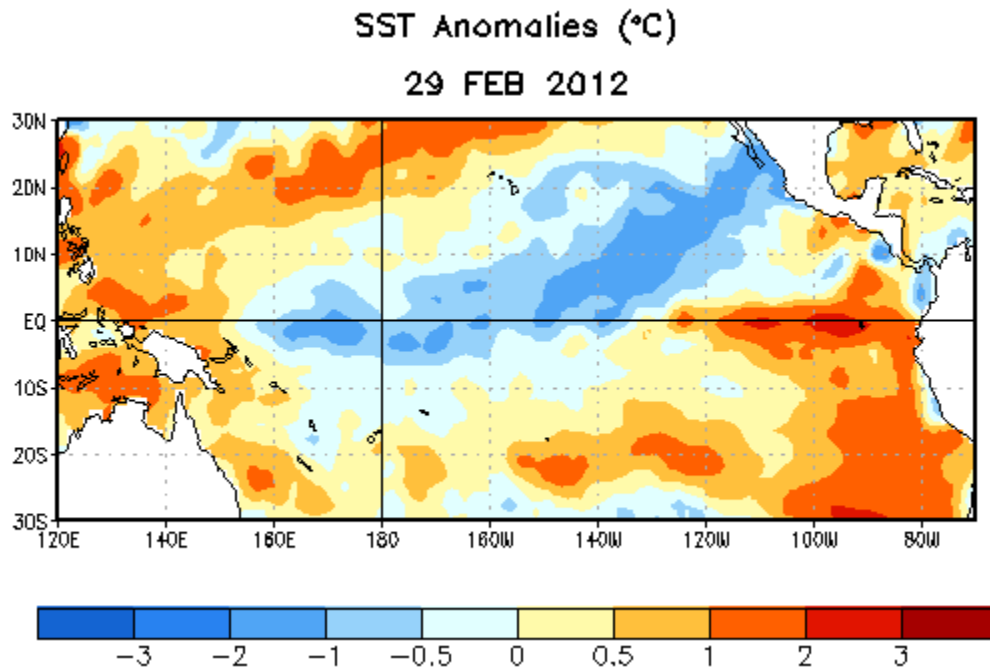 SST Anomalies (°C)
29 FEB 2012
30N
20N
10N
EQ
10S
20S
30S
120E 140E 160E 180 160W 140W 120W 100W 80W
-3 -2 -1 -0.5 0 0.5 1 2 3